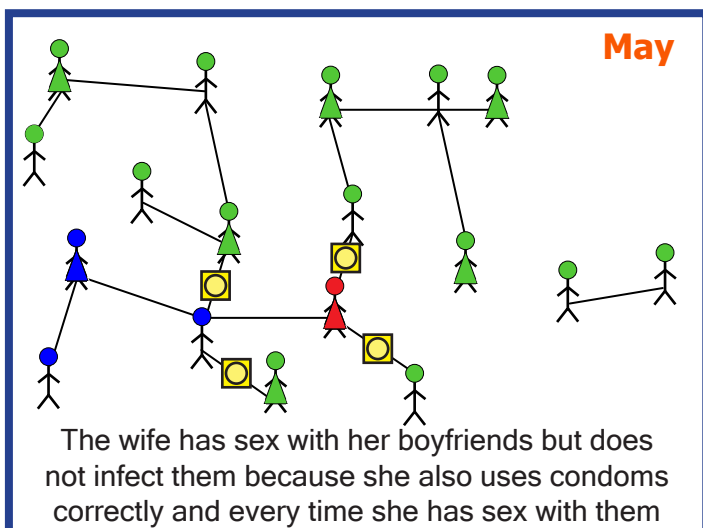 May
The wife has sex with her boyfriends but does
not infect them because she also uses condoms
correctly and every time she has sex with them